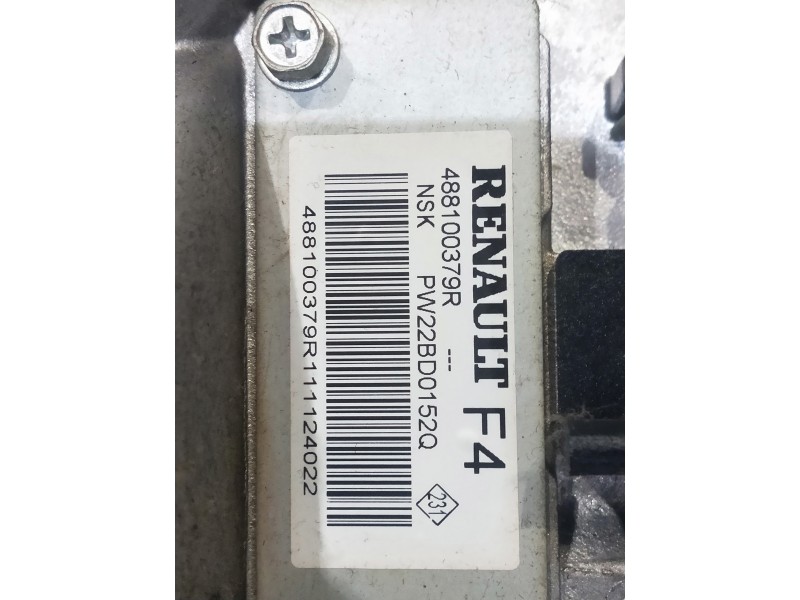 RENAULT F4
488100379R ---
NSK PW22BD0152Q
231
488100379R111124022